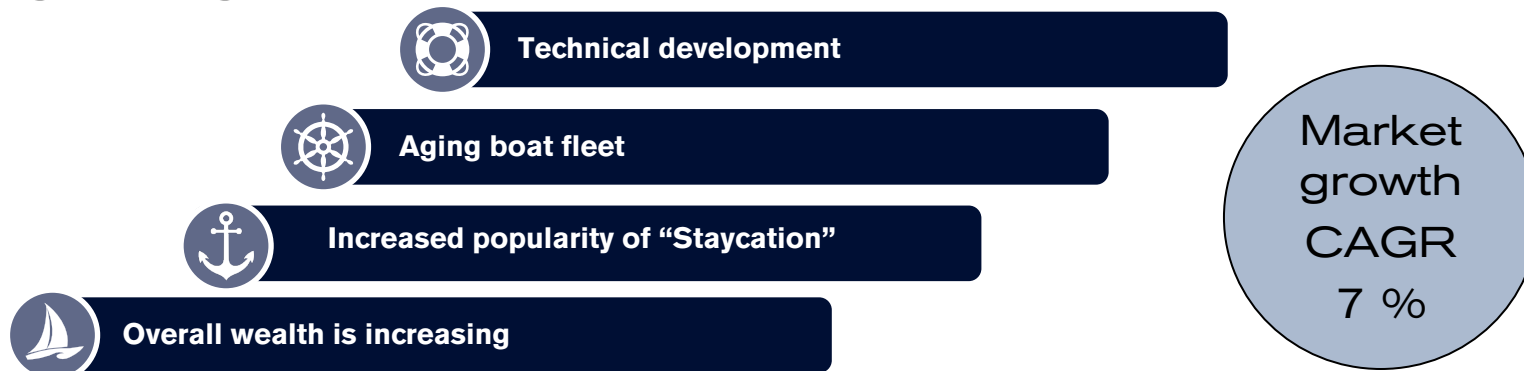 Technical development
Aging boat fleet
Increased popularity of “Staycation”
Overall wealth is increasing
Market
growth
CAGR
7 %